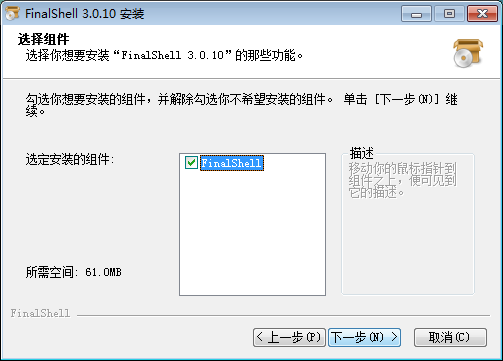 FinalShell 3.0.10 安装
选择组件
选择你想要安装“FinalShell 3.0.10”的那些功能。
勾选你想要安装的组件，并解除勾选你不希望安装的组件。 单击 [下一步(N)] 继
续。
选定安装的组件:
FinalShell
描述
移动你的鼠标指针到
组件之上，便可见到
它的描述。
所需空间: 61.0MB
FinalShell
< 上一步(P)
下一步(N) >
取消(C)